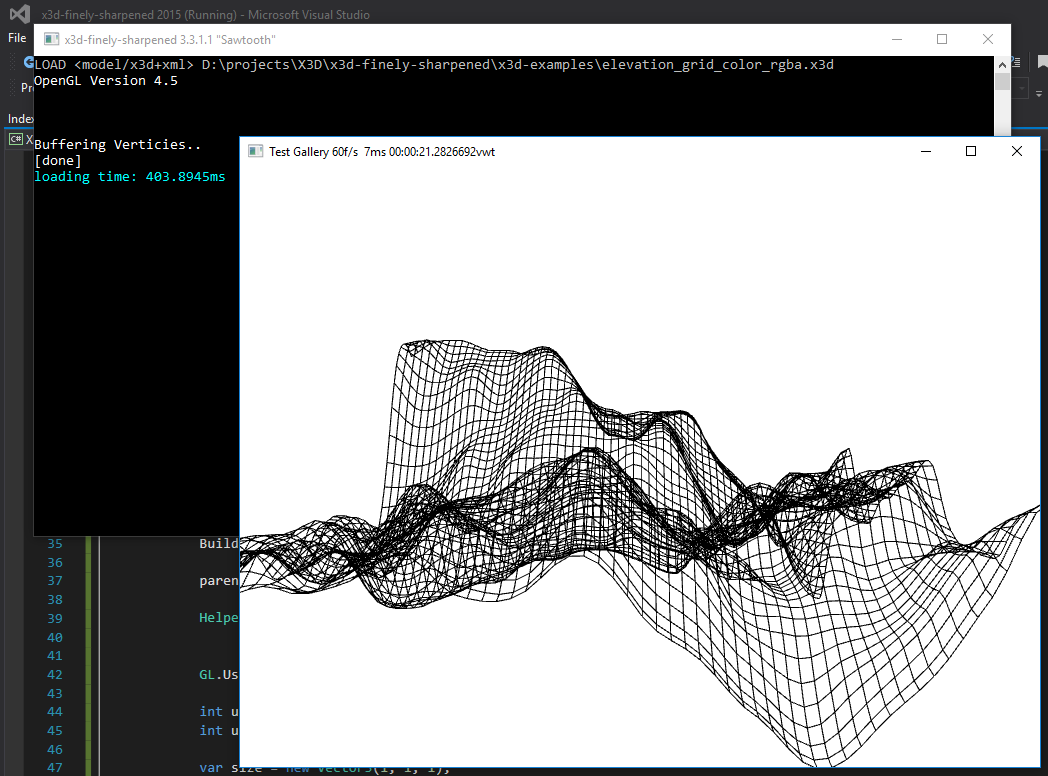 x3d-finely-sharpened 2015 (Running) - Microsoft Visual Studio
File
x3d-finely-sharpened 3.3.1.1 "Sawtooth"
LOAD <model/x3d+xml> D:\projects\X3D\x3d-finely-sharpened\x3d-examples\elevation_grid_color_rgba.x3d
OpenGL Version 4.5
Pr
Index
C# X
Buffering Verticies..
[done]
loading time: 403.8945ms
Test Gallery 60f/s 7ms 00:00:21.2826692vwt
35 Build
36
37 paren
38
39 Helpe
40
41
42 GL.Us
43
44 int u
45 int u
46
47 var size = new Vector3(1, 1, 1);